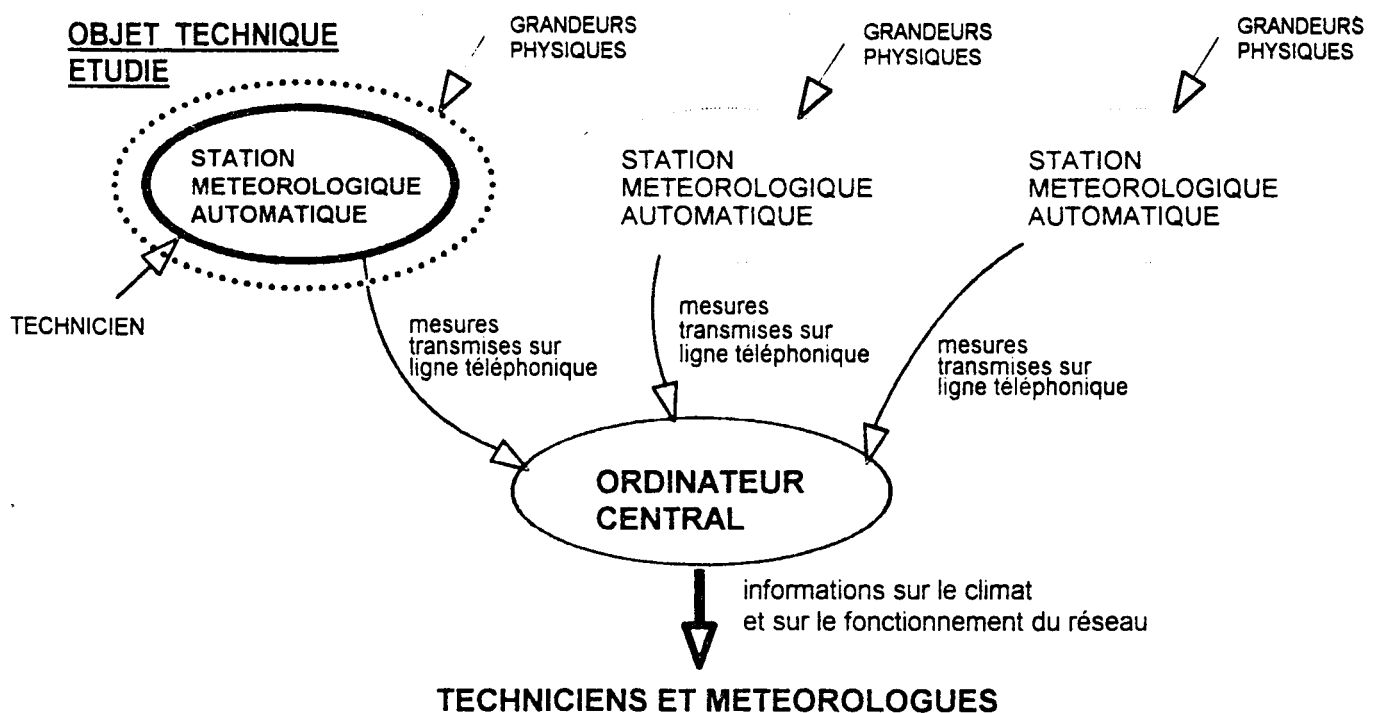 OBJET TECHNIQUE
ETUDIE
GRANDEURS
PHYSIQUES
GRANDEURS
PHYSIQUES
GRANDEURS
PHYSIQUES
STATION
METEOROLOGIQUE
AUTOMATIQUE
STATION
METEOROLOGIQUE
AUTOMATIQUE
STATION
METEOROLOGIQUE
AUTOMATIQUE
TECHNICIEN
mesures
transmises sur
ligne téléphonique
mesures
transmises sur
ligne téléphonique
mesures
transmises sur
ligne téléphonique
ORDINATEUR
CENTRAL
informations sur le climat
et sur le fonctionnement du réseau
TECHNICIENS ET METEOROLOGUES